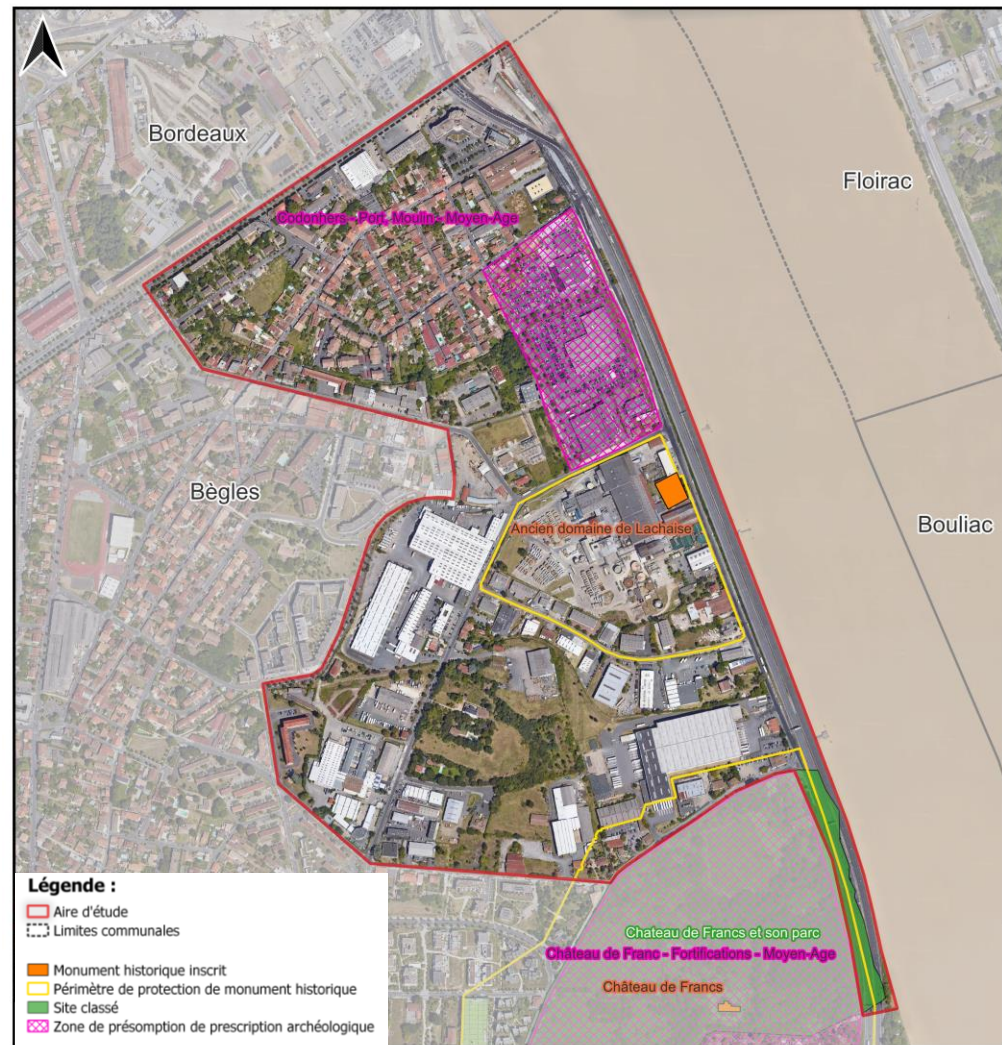 Bordeaux
Floirac
Codonhers - Port, Moulin - Moyen-Age
Bègles
Ancien domaine de Lachaise
Bouliac
Légende :
Aire d'étude
Limites communales
Monument historique inscrit
Périmètre de protection de monument historique
Site classé
Zone de présomption de prescription archéologique
Chateau de Francs et son parc
Château de Franc - Fortifications - Moyen-Age
Château de Francs